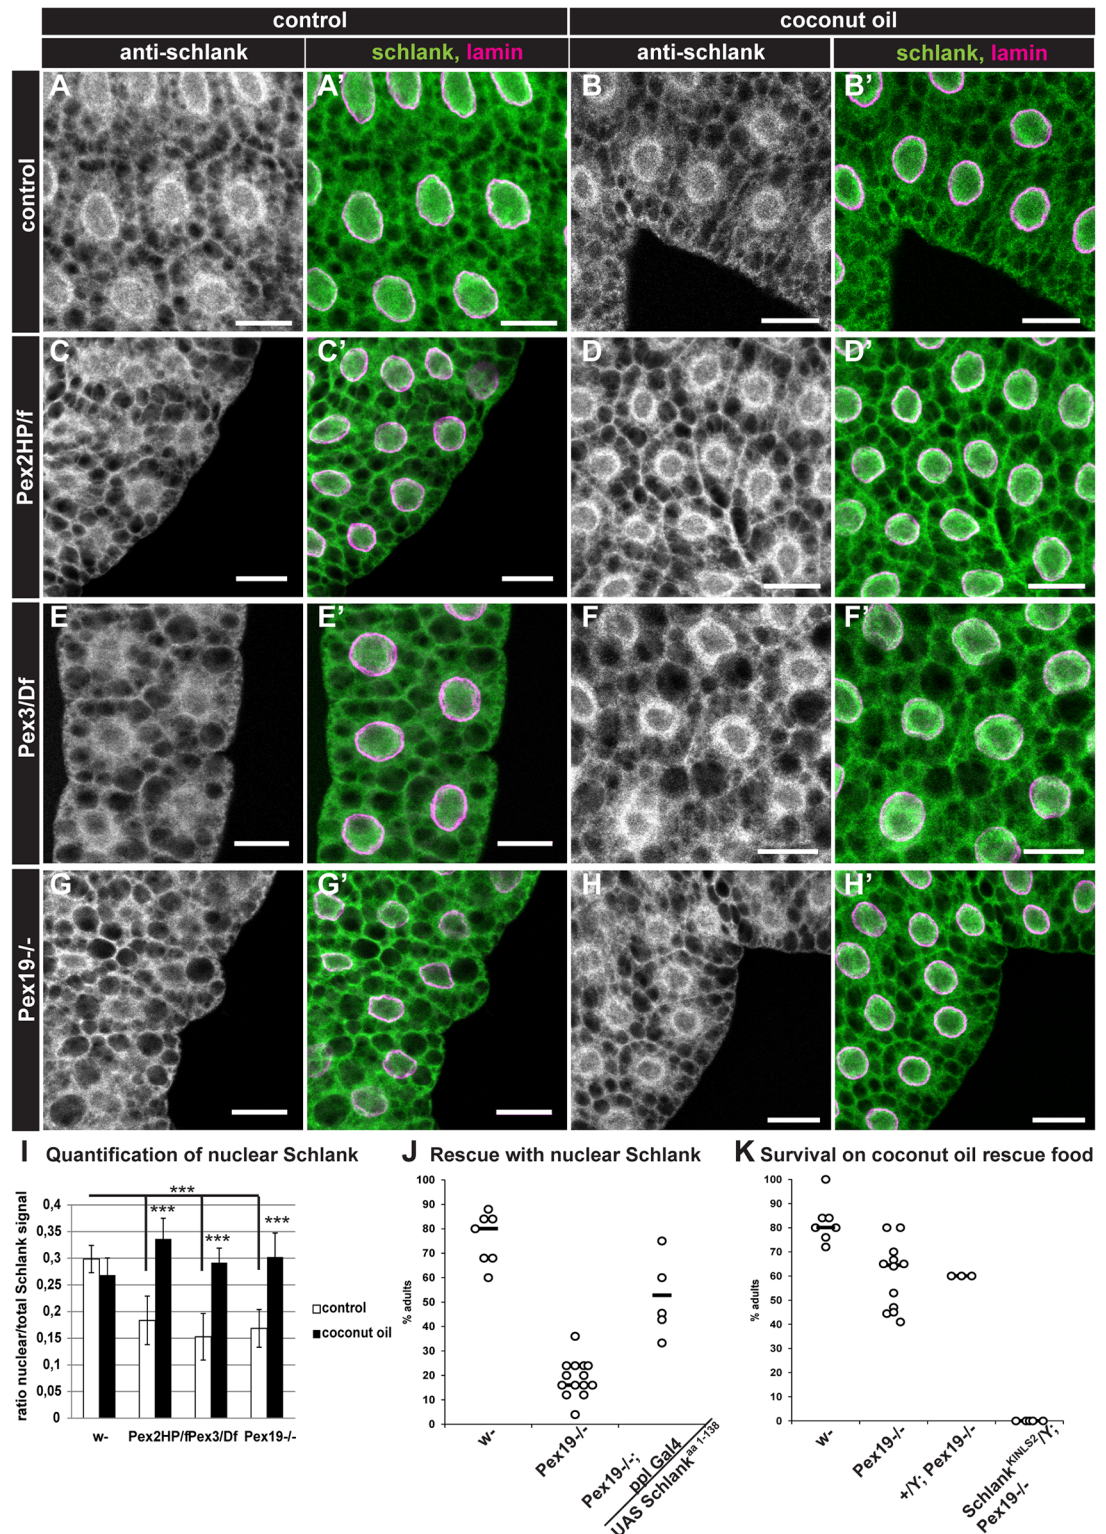 control
coconut oil
anti-schlank
schlank, lamin
anti-schlank
schlank, lamin
control
A
A'
B
B'
Pex2HP/f
C
C'
D
D'
Pex3/Df
E
E'
F
F'
Pex19-/-
G
G'
H
H'
I Quantification of nuclear Schlank
ratio nuclear/total Schlank signal
0,4
0,35
0,3
0,25
0,2
0,15
0,1
0,05
0
***
***
***
***
control
coconut oil
w-
Pex2HP/f
Pex3/Df
Pex19-/-
J Rescue with nuclear Schlank
% adults
100
90
80
70
60
50
40
30
20
10
0
w-
Pex19-/-
Pex19-/-;
ppl Gal4
UAS Schlank aa 1-138
K Survival on coconut oil rescue food
% adults
100
90
80
70
60
50
40
30
20
10
0
w-
Pex19-/-
+/Y; Pex19-/-
Schlank KINLS2/Y;
Pex19-/-